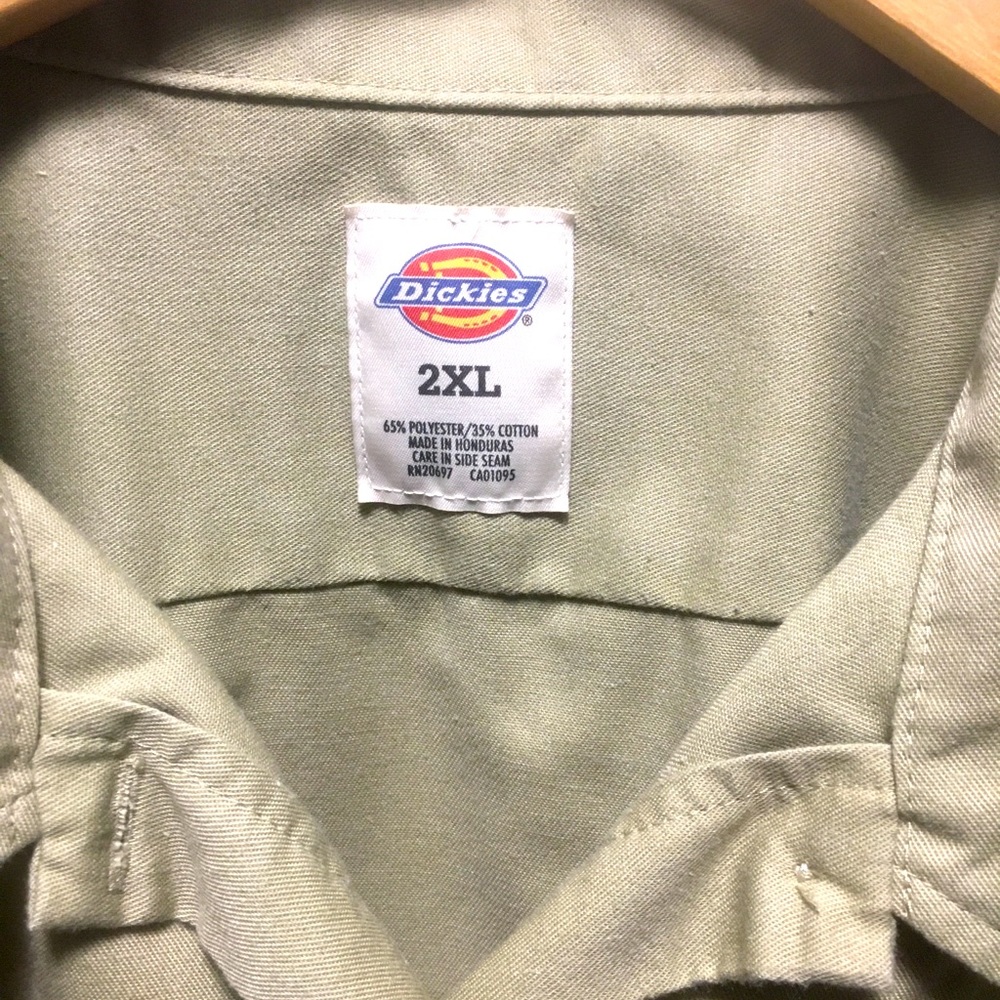 Dickies®
2XL
65% POLYESTER/35% COTTON
MADE IN HONDURAS
CARE IN SIDE SEAM
RN20697 CA01095